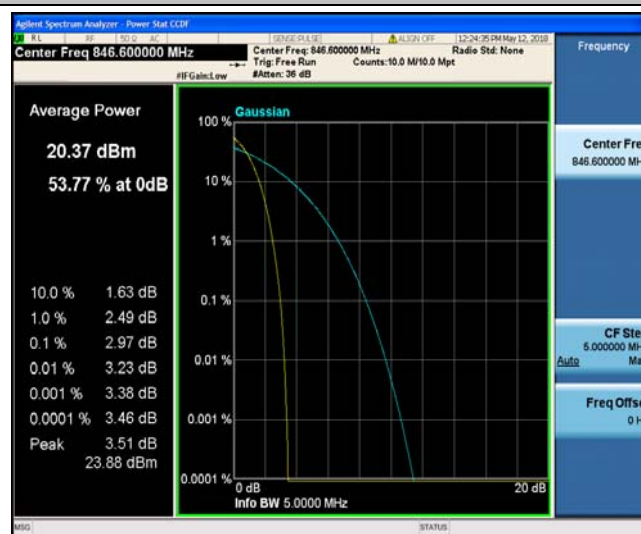 Agilent Spectrum Analyzer - Power Stat CCDF
RL RF 50 Ω AC SENSE:PULSE ALIGN OFF 12:24:35 PM May 12, 2018
Center Freq 846.600000 MHz
Center Freq: 846.600000 MHz Radio Std: None
Trig: Free Run Counts:10.0 M/10.0 Mpt
#IFGain:Low #Atten: 36 dB
Frequency
Average Power
20.37 dBm
53.77 % at 0dB
10.0 % 1.63 dB
1.0 % 2.49 dB
0.1 % 2.97 dB
0.01 % 3.23 dB
0.001 % 3.38 dB
0.0001 % 3.46 dB
Peak 3.51 dB
23.88 dBm
Gaussian
100 %
10 %
1 %
0.1 %
0.01 %
0.001 %
0.0001 %
0 dB 20 dB
Info BW 5.0000 MHz
Center Fre
846.600000 MH
CF Ste
5.000000 MH
Auto Ma
Freq Offse
0 H
MSG STATUS